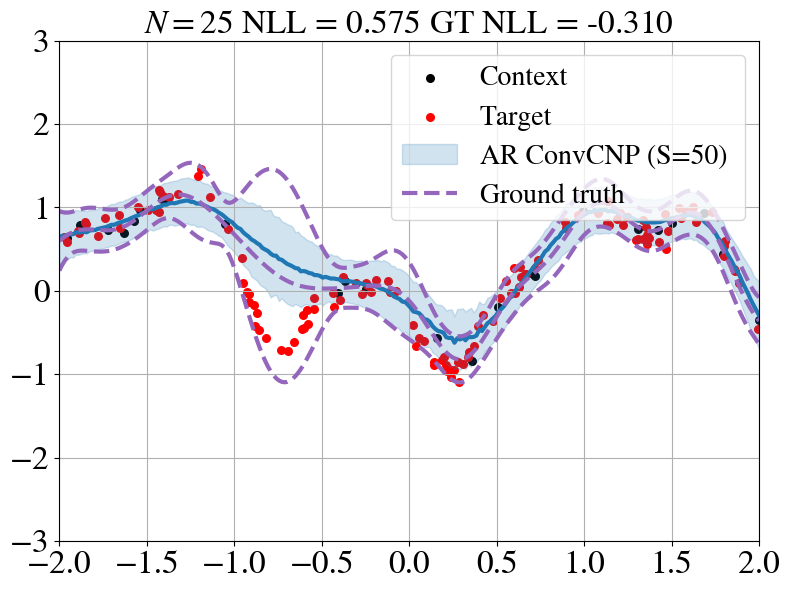 N = 25 NLL = 0.575 GT NLL = -0.310
3
2
1
0
−1
−2
−3
Context
Target
AR ConvCNP (S=50)
Ground truth
−2.0 −1.5 −1.0 −0.5 0.0 0.5 1.0 1.5 2.0